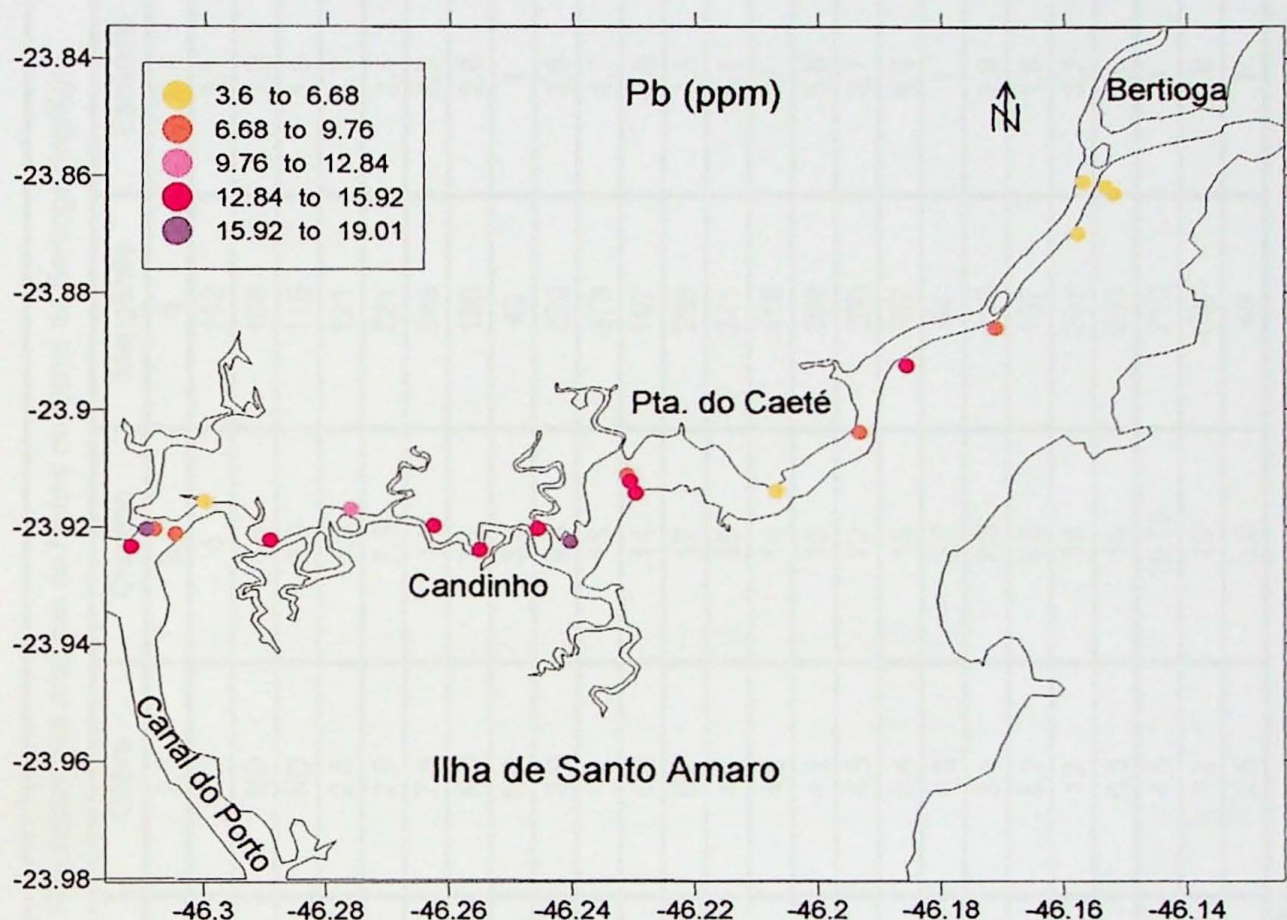 Pb (ppm)
N
Bertioga
3.6 to 6.68
6.68 to 9.76
9.76 to 12.84
12.84 to 15.92
15.92 to 19.01
Pta. do Caeté
Candinho
Canal do Porto
Ilha de Santo Amaro
-23.84
-23.86
-23.88
-23.9
-23.92
-23.94
-23.96
-23.98
-46.3
-46.28
-46.26
-46.24
-46.22
-46.2
-46.18
-46.16
-46.14